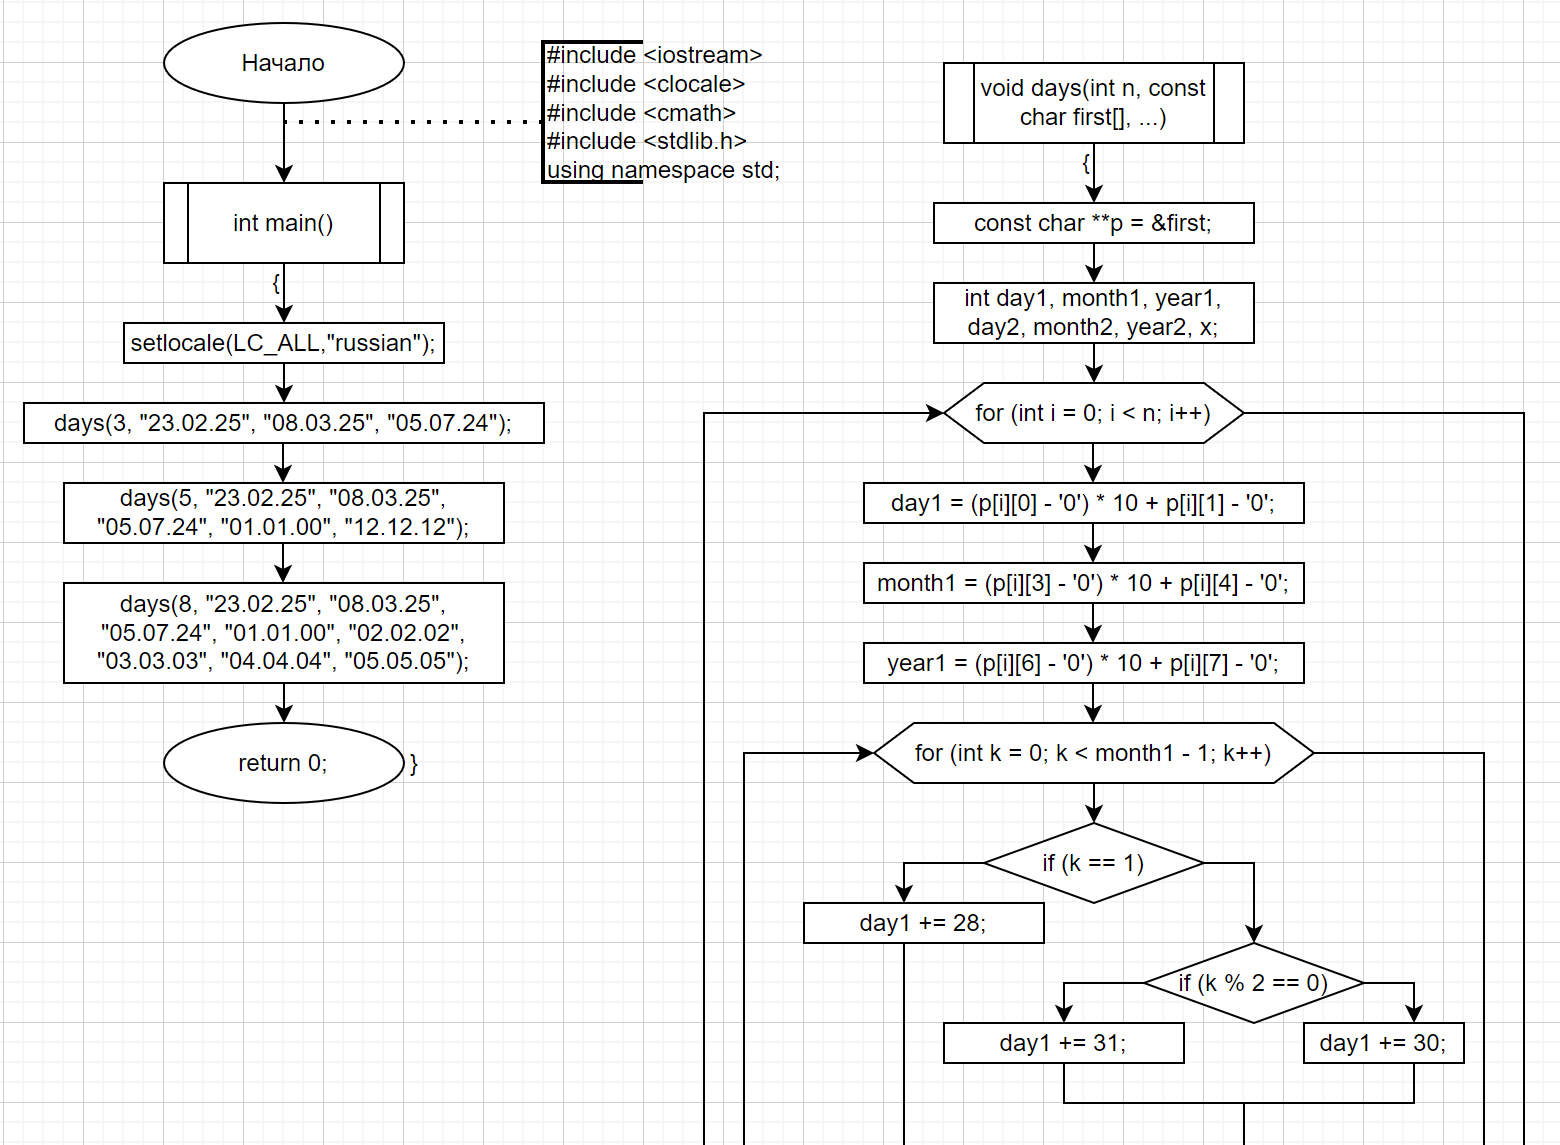 Начало
#include <iostream>
#include <clocale>
#include <cmath>
#include <stdlib.h>
using namespace std;
int main()
{
setlocale(LC_ALL,"russian");
days(3, "23.02.25", "08.03.25", "05.07.24");
days(5, "23.02.25", "08.03.25",
"05.07.24", "01.01.00", "12.12.12");
days(8, "23.02.25", "08.03.25",
"05.07.24", "01.01.00", "02.02.02",
"03.03.03", "04.04.04", "05.05.05");
return 0;
}
void days(int n, const
char first[], ...)
{
const char **p = &first;
int day1, month1, year1,
day2, month2, year2, x;
for (int i = 0; i < n; i++)
day1 = (p[i][0] - '0') * 10 + p[i][1] - '0';
month1 = (p[i][3] - '0') * 10 + p[i][4] - '0';
year1 = (p[i][6] - '0') * 10 + p[i][7] - '0';
for (int k = 0; k < month1 - 1; k++)
if (k == 1)
day1 += 28;
if (k % 2 == 0)
day1 += 31;
day1 += 30;